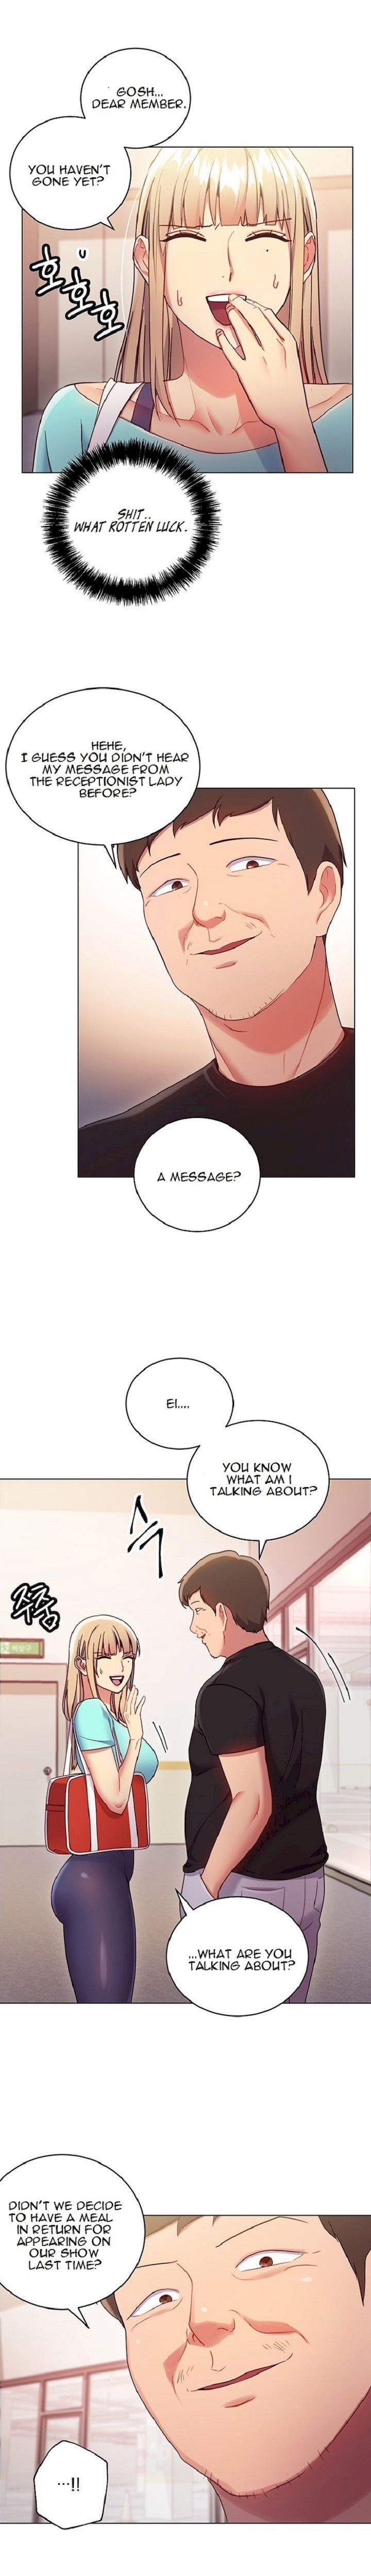 GOSH...
DEAR MEMBER.
YOU HAVEN'T
GONE YET?
호호호
SHIT..
WHAT ROTTEN LUCK.
HEHE,
I GUESS YOU DIDN'T HEAR
MY MESSAGE FROM
THE RECEPTIONIST LADY
BEFORE?
A MESSAGE?
EI....
YOU KNOW
WHAT AM I
TALKING ABOUT?
주춤
...WHAT ARE YOU
TALKING ABOUT?
DIDN'T WE DECIDE
TO HAVE A MEAL
IN RETURN FOR
APPEARING ON
OUR SHOW
LAST TIME?
...!!